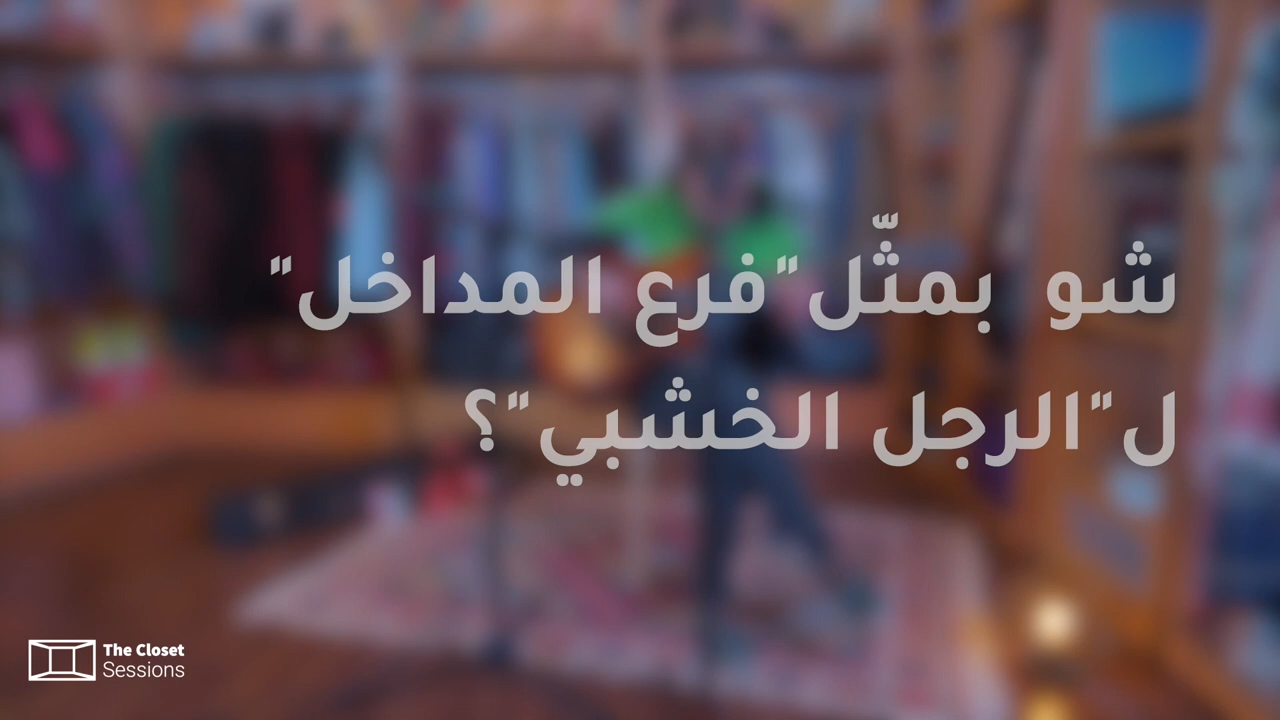 شو بمثّل "فرع المداخل"
ل "الرجل الخشبي"؟
The Closet
Sessions